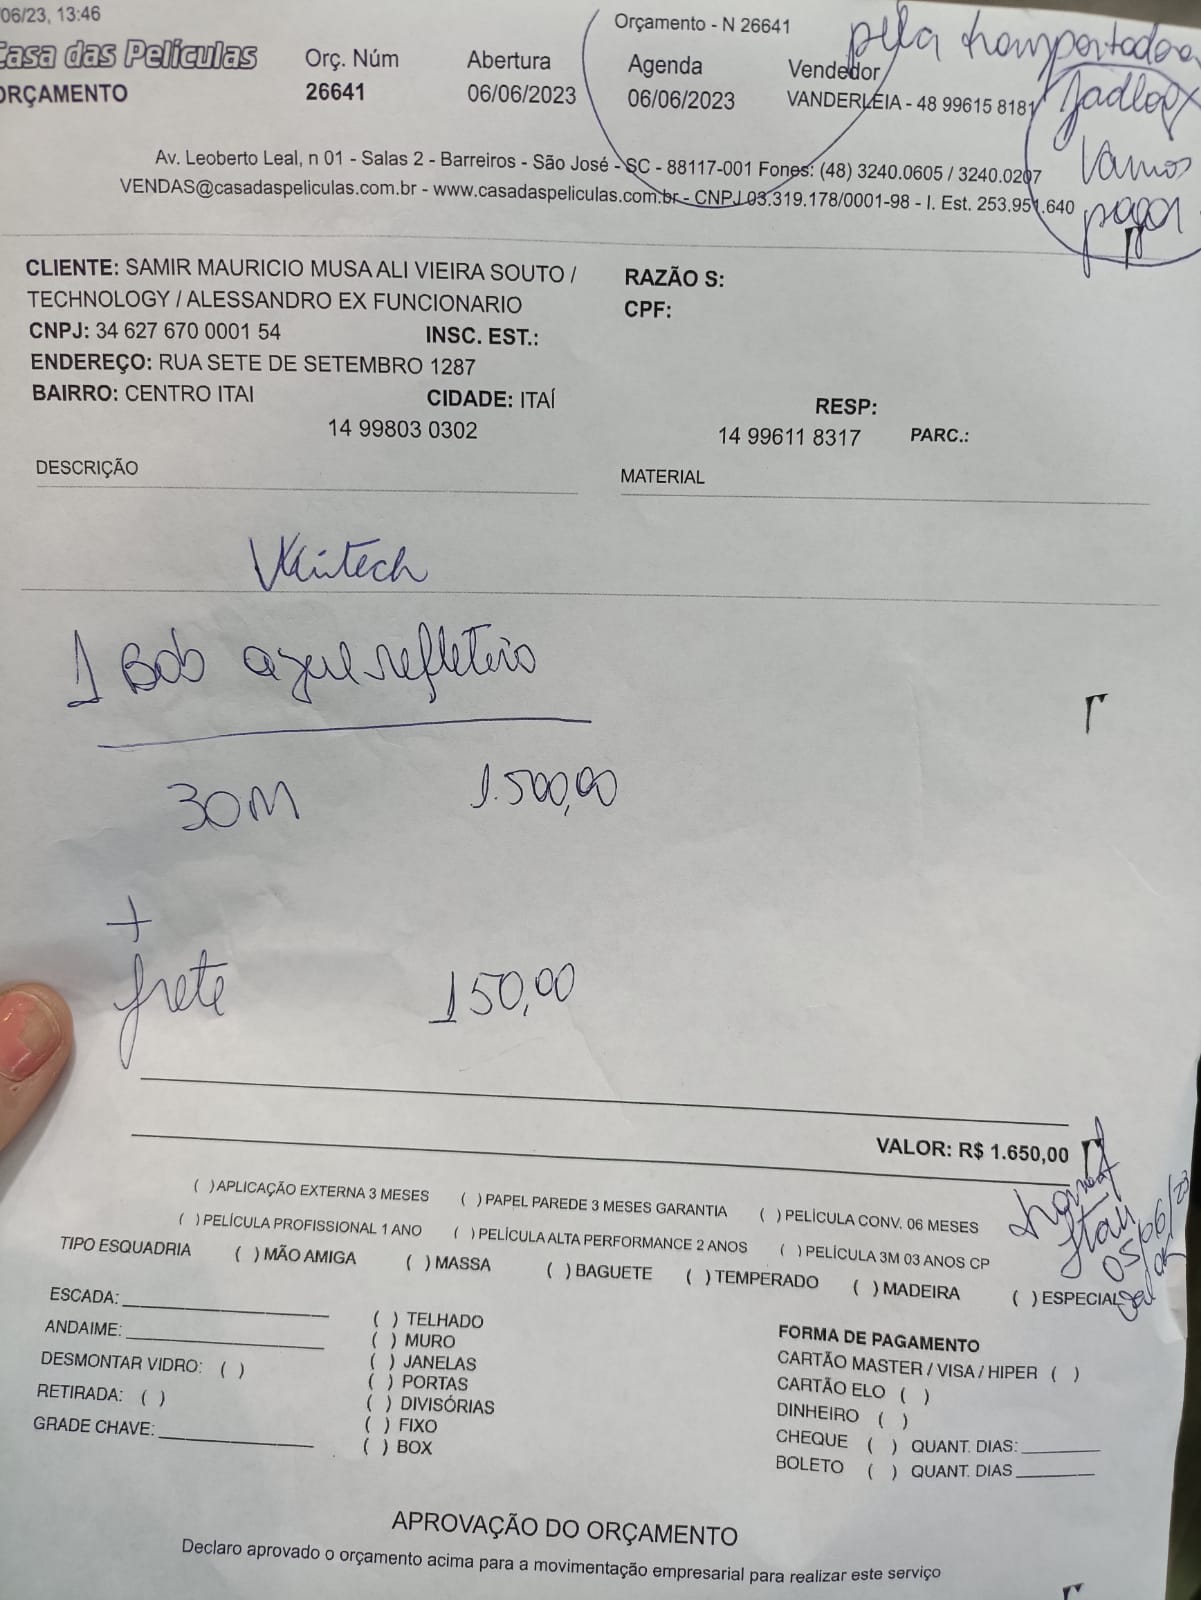 06/23, 13:46
Orçamento - N 26641
pela transportadora
Jadlog
Vamos
pagar
Casa das Películas
ORÇAMENTO
Orç. Núm
26641
Abertura
06/06/2023
Agenda
06/06/2023
Vendedor
VANDERLEIA - 48 99615 8181
Av. Leoberto Leal, n 01 - Salas 2 - Barreiros - São José - SC - 88117-001 Fones: (48) 3240.0605 / 3240.0207
VENDAS@casadaspeliculas.com.br - www.casadaspeliculas.com.br - CNPJ 03.319.178/0001-98 - I. Est. 253.951.640
CLIENTE: SAMIR MAURICIO MUSA ALI VIEIRA SOUTO /
TECHNOLOGY / ALESSANDRO EX FUNCIONARIO
RAZÃO S:
CPF:
CNPJ: 34 627 670 0001 54 INSC. EST.:
ENDEREÇO: RUA SETE DE SETEMBRO 1287
BAIRRO: CENTRO ITAI CIDADE: ITAÍ RESP:
14 99803 0302 14 99611 8317 PARC.:
DESCRIÇÃO MATERIAL
1 Bob azul refletivo
30M 1.500,00
+
frete 150,00
VALOR: R$ 1.650,00
Itau
05/06/23
( ) APLICAÇÃO EXTERNA 3 MESES ( ) PAPEL PAREDE 3 MESES GARANTIA ( ) PELÍCULA CONV. 06 MESES
( ) PELÍCULA PROFISSIONAL 1 ANO ( ) PELÍCULA ALTA PERFORMANCE 2 ANOS ( ) PELÍCULA 3M 03 ANOS CP
TIPO ESQUADRIA ( ) MÃO AMIGA ( ) MASSA ( ) BAGUETE ( ) TEMPERADO ( ) MADEIRA ( ) ESPECIAL
ESCADA:
ANDAIME:
DESMONTAR VIDRO: ( )
RETIRADA: ( )
GRADE CHAVE:
( ) TELHADO
( ) MURO
( ) JANELAS
( ) PORTAS
( ) DIVISÓRIAS
( ) FIXO
( ) BOX
FORMA DE PAGAMENTO
CARTÃO MASTER / VISA / HIPER ( )
CARTÃO ELO ( )
DINHEIRO ( )
CHEQUE ( ) QUANT. DIAS:
BOLETO ( ) QUANT. DIAS
APROVAÇÃO DO ORÇAMENTO
Declaro aprovado o orçamento acima para a movimentação empresarial para realizar este serviço